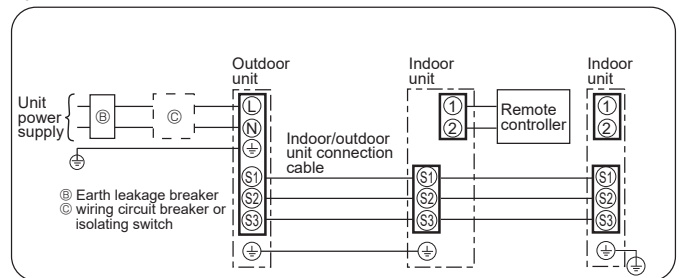 Outdoor
unit
Indoor
unit
Indoor
unit
Unit
power
supply
Ⓑ
Ⓒ
L
N
1
2
Remote
controller
1
2
Indoor/outdoor
unit connection
cable
S1
S2
S3
S1
S2
S3
S1
S2
S3
Ⓑ Earth leakage breaker
Ⓒ wiring circuit breaker or
isolating switch